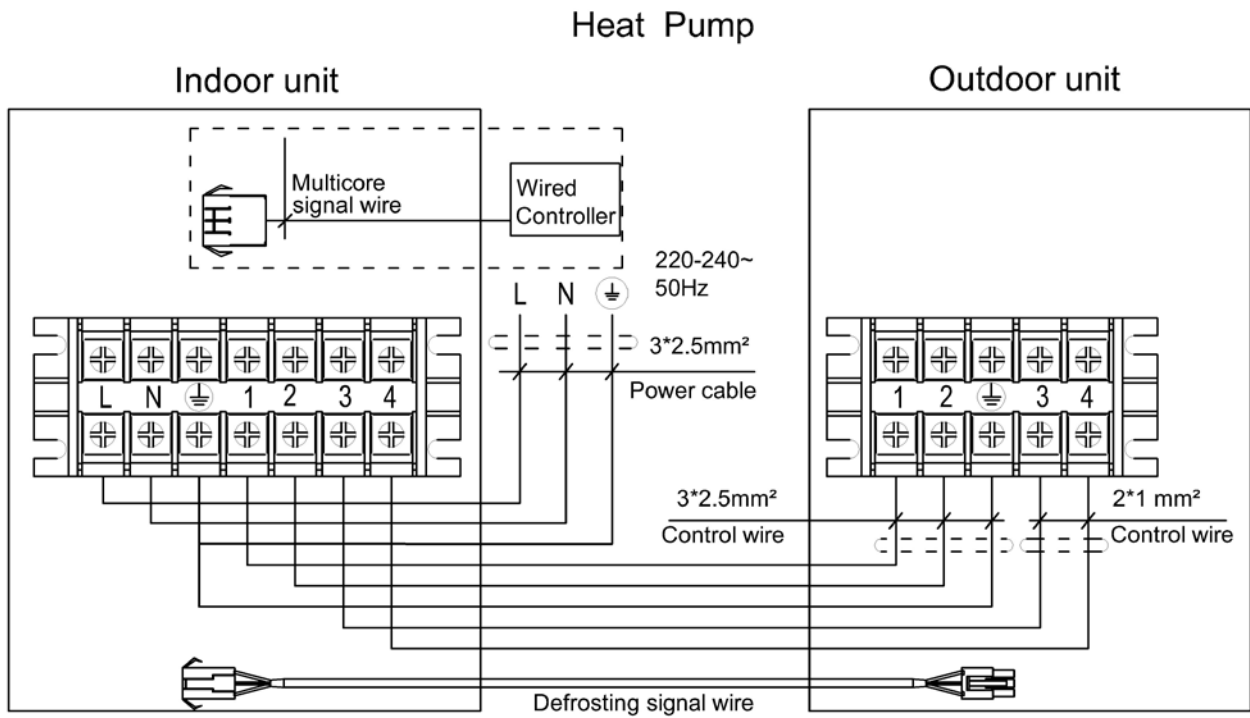 Heat Pump
Indoor unit
Outdoor unit
Multicore
signal wire
Wired
Controller
220-240~
50Hz
L N
3*2.5mm²
Power cable
L N 1 2 3 4
1 2 3 4
3*2.5mm²
Control wire
2*1 mm²
Control wire
Defrosting signal wire